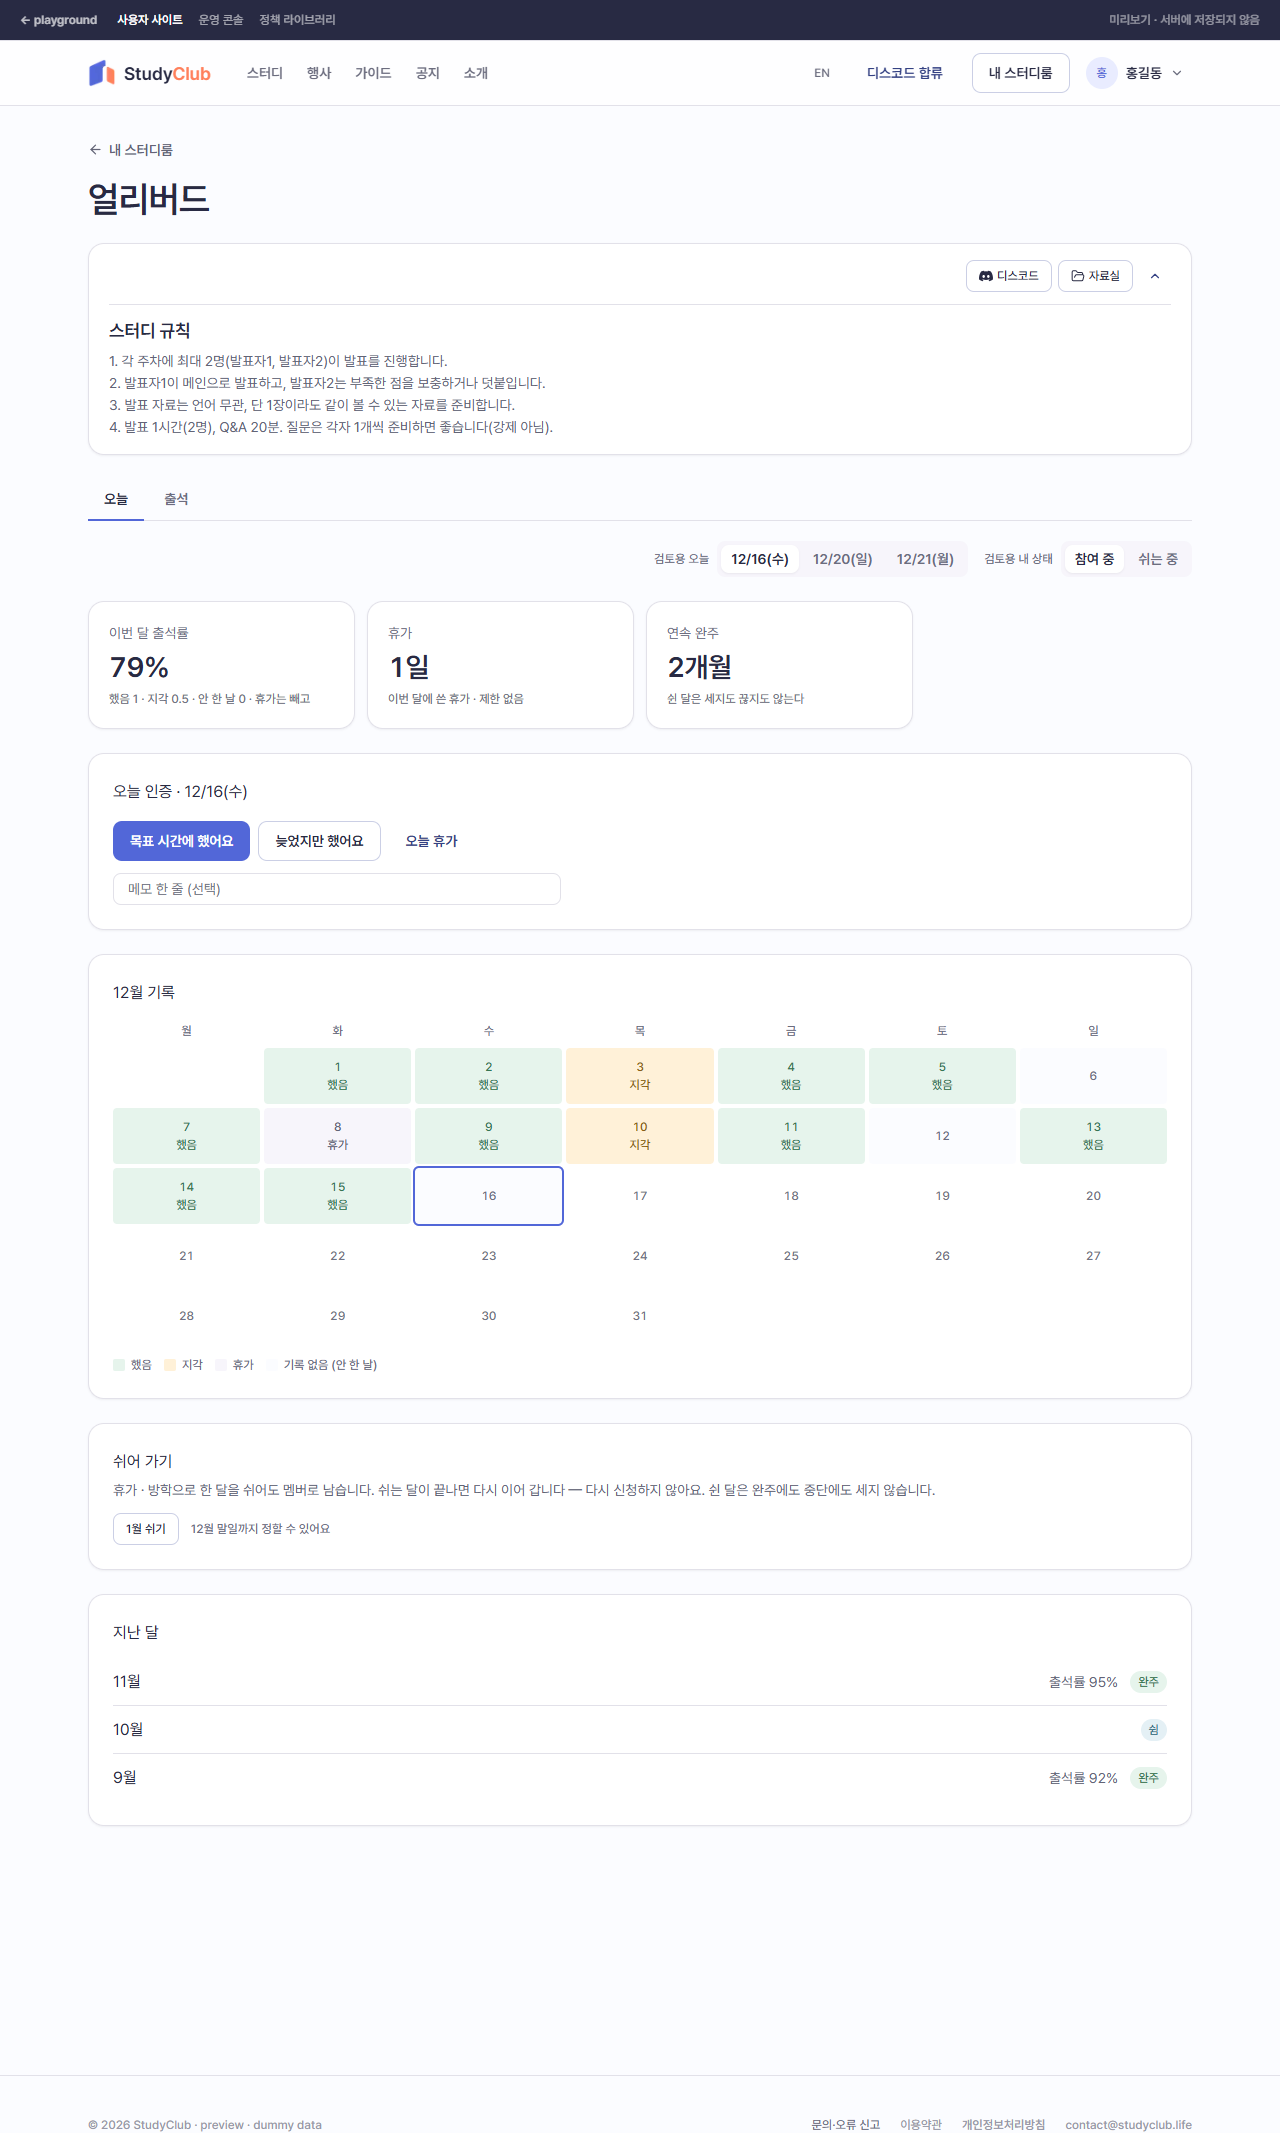 ← playground 사용자 사이트 운영 콘솔 정책 라이브러리 미리보기 · 서버에 저장되지 않음
StudyClub 스터디 행사 가이드 공지 소개 EN 디스코드 합류 내 스터디룸 홍 홍길동
← 내 스터디룸
얼리버드
디스코드 자료실
스터디 규칙
1. 각 주차에 최대 2명(발표자1, 발표자2)이 발표를 진행합니다.
2. 발표자1이 메인으로 발표하고, 발표자2는 부족한 점을 보충하거나 덧붙입니다.
3. 발표 자료는 언어 무관, 단 1장이라도 같이 볼 수 있는 자료를 준비합니다.
4. 발표 1시간(2명), Q&A 20분. 질문은 각자 1개씩 준비하면 좋습니다(강제 아님).
오늘 출석
검토용 오늘 12/16(수) 12/20(일) 12/21(월) 검토용 내 상태 참여 중 쉬는 중
이번 달 출석률
79%
했음 1 · 지각 0.5 · 안 한 날 0 · 휴가는 빼고
휴가
1일
이번 달에 쓴 휴가 · 제한 없음
연속 완주
2개월
쉰 달은 세지도 끊지도 않는다
오늘 인증 · 12/16(수)
목표 시간에 했어요 늦었지만 했어요 오늘 휴가
메모 한 줄 (선택)
12월 기록
월 화 수 목 금 토 일
1 2 3 4 5 6
했음 했음 지각 했음 했음
7 8 9 10 11 12 13
했음 휴가 했음 지각 했음 했음
14 15 16 17 18 19 20
했음 했음
21 22 23 24 25 26 27
28 29 30 31
했음 지각 휴가 기록 없음 (안 한 날)
쉬어 가기
휴가 · 방학으로 한 달을 쉬어도 멤버로 남습니다. 쉬는 달이 끝나면 다시 이어 갑니다 — 다시 신청하지 않아요. 쉰 달은 완주에도 중단에도 세지 않습니다.
1월 쉬기 12월 말일까지 정할 수 있어요
지난 달
11월 출석률 95% 완주
10월 쉼
9월 출석률 92% 완주
© 2026 StudyClub · preview · dummy data 문의·오류 신고 이용약관 개인정보처리방침 contact@studyclub.life